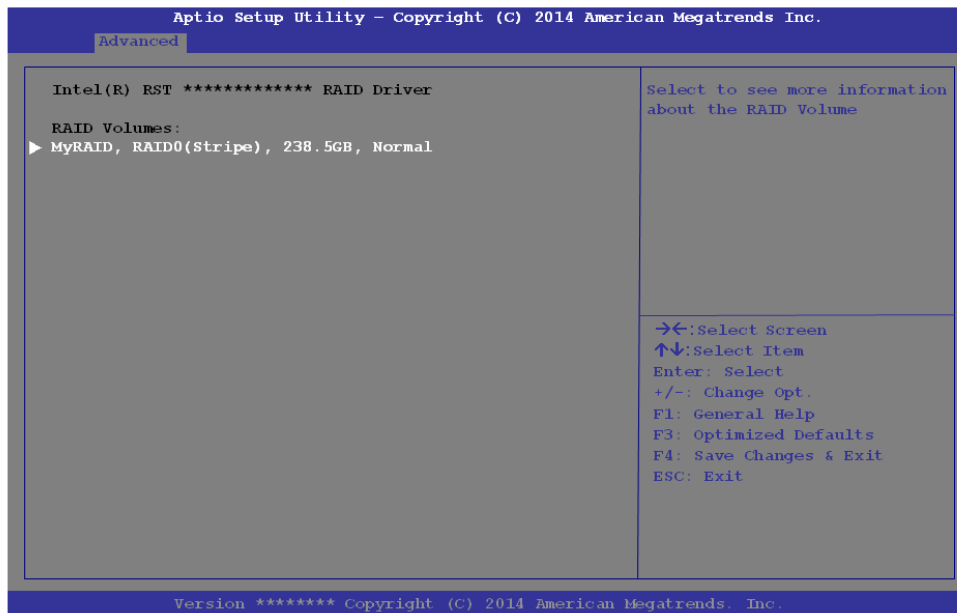 Aptio Setup Utility – Copyright (C) 2014 American Megatrends Inc.
Advanced
Intel(R) RST ************* RAID Driver
RAID Volumes:
▶ MyRAID, RAID0(Stripe), 238.5GB, Normal
Select to see more information
about the RAID Volume
→←:Select Screen
↑↓:Select Item
Enter: Select
+/-: Change Opt.
F1: General Help
F3: Optimized Defaults
F4: Save Changes & Exit
ESC: Exit
Version ******** Copyright (C) 2014 American Megatrends. Inc.